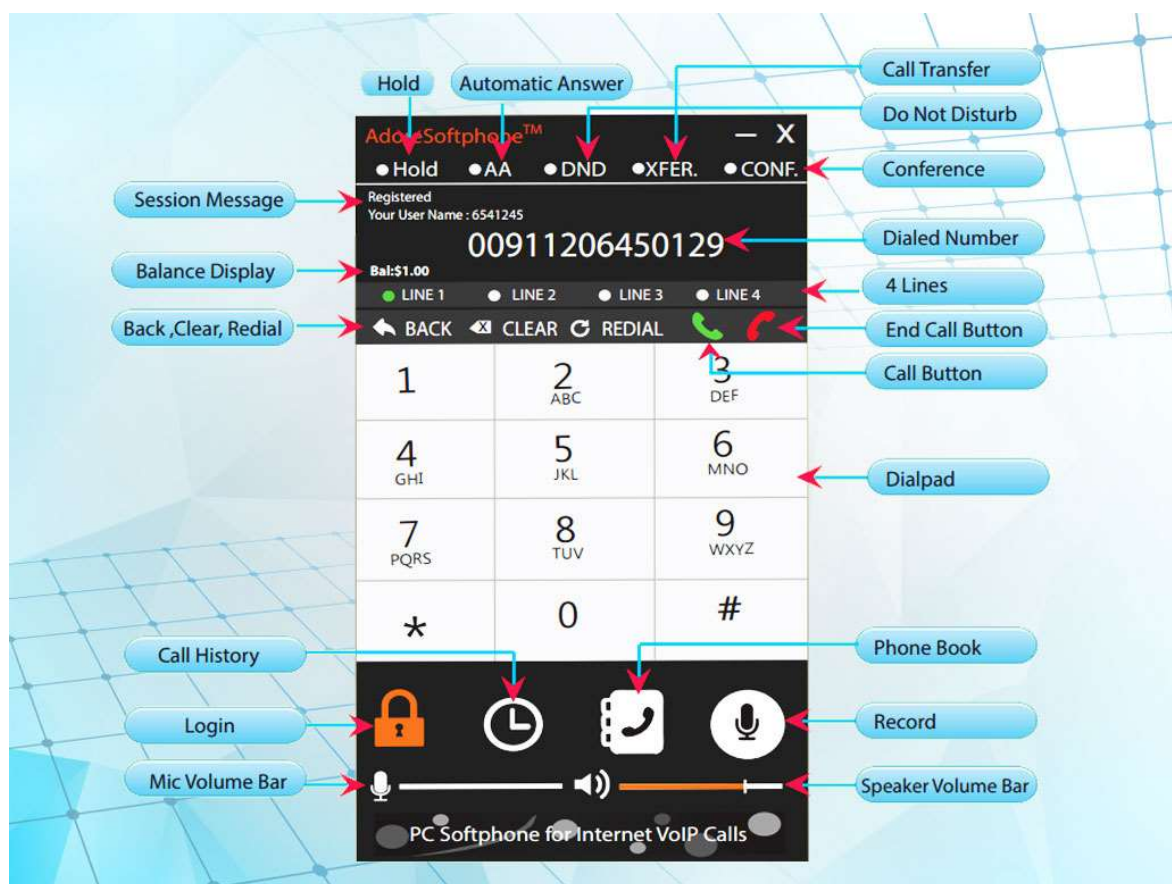 Call Transfer
Hold
Automatic Answer
Do Not Disturb
AdoreSoftphone™
– X
Hold AA DND XFER. CONF.
Conference
Session Message
Registered
Your User Name : 6541245
00911206450129
Dialed Number
Balance Display
Bal:$1.00
4 Lines
LINE 1 LINE 2 LINE 3 LINE 4
Back ,Clear, Redial
BACK CLEAR REDIAL
End Call Button
Call Button
1 2 3
ABC DEF
4 5 6
GHI JKL MNO
Dialpad
7 8 9
PQRS TUV WXYZ
* 0 #
Call History
Phone Book
Login
Record
Mic Volume Bar
Speaker Volume Bar
PC Softphone for Internet VoIP Calls